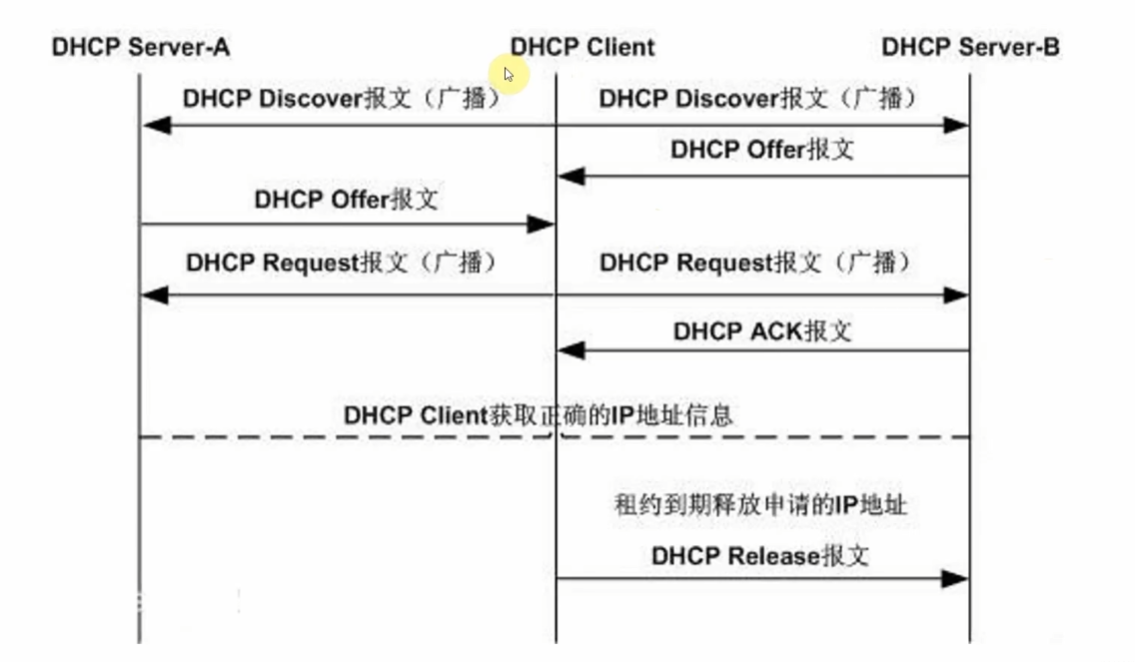 DHCP Server-A
DHCP Client
DHCP Server-B
DHCP Discover报文（广播）
DHCP Discover报文（广播）
DHCP Offer报文
DHCP Offer报文
DHCP Request报文（广播）
DHCP Request报文（广播）
DHCP ACK报文
DHCP Client获取正确的IP地址信息
租约到期释放申请的IP地址
DHCP Release报文